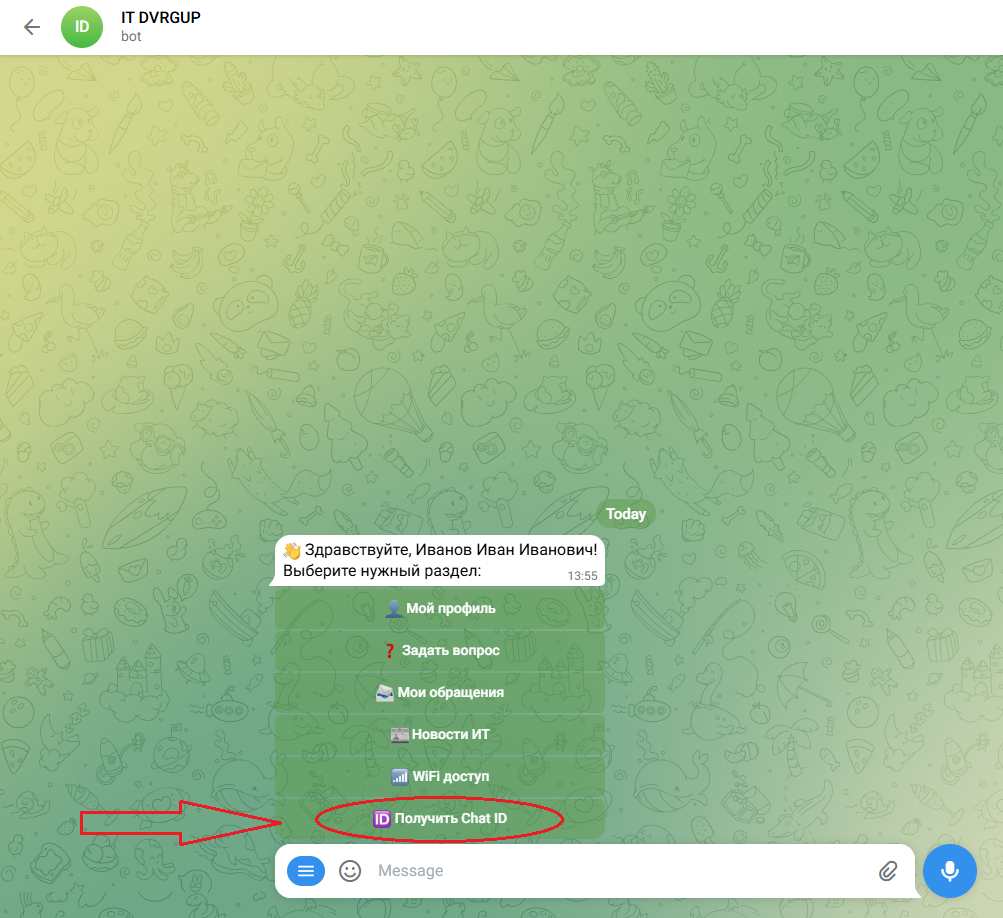 ID
IT DVRGUP
bot
Today
👋 Здравствуйте, Иванов Иван Иванович!
Выберите нужный раздел:
13:55
👤 Мой профиль
❓ Задать вопрос
📨 Мои обращения
📰 Новости ИТ
📶 WiFi доступ
🆔 Получить Chat ID
Message